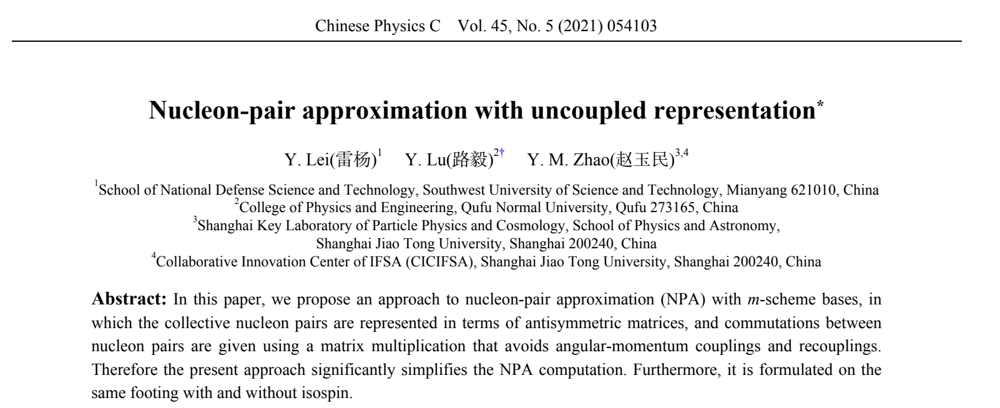 Chinese Physics C Vol. 45, No. 5 (2021) 054103
Nucleon-pair approximation with uncoupled representation*
Y. Lei(雷杨)1 Y. Lu(路毅)2† Y. M. Zhao(赵玉民)3,4
1School of National Defense Science and Technology, Southwest University of Science and Technology, Mianyang 621010, China
2College of Physics and Engineering, Qufu Normal University, Qufu 273165, China
3Shanghai Key Laboratory of Particle Physics and Cosmology, School of Physics and Astronomy,
Shanghai Jiao Tong University, Shanghai 200240, China
4Collaborative Innovation Center of IFSA (CICIFSA), Shanghai Jiao Tong University, Shanghai 200240, China
Abstract: In this paper, we propose an approach to nucleon-pair approximation (NPA) with m-scheme bases, in
which the collective nucleon pairs are represented in terms of antisymmetric matrices, and commutations between
nucleon pairs are given using a matrix multiplication that avoids angular-momentum couplings and recouplings.
Therefore the present approach significantly simplifies the NPA computation. Furthermore, it is formulated on the
same footing with and without isospin.